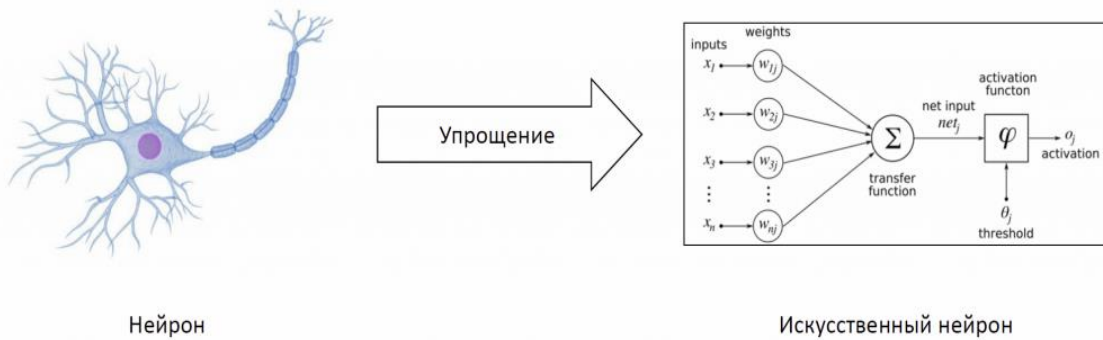 Упрощение
inputs
weights
x₁
w₁ⱼ
x₂
w₂ⱼ
x₃
w₃ⱼ
⋮ ⋮
xₙ
wₙⱼ
Σ
transfer
function
net input
netⱼ
activation
functon
φ
oⱼ
activation
θⱼ
threshold
Нейрон
Искусственный нейрон